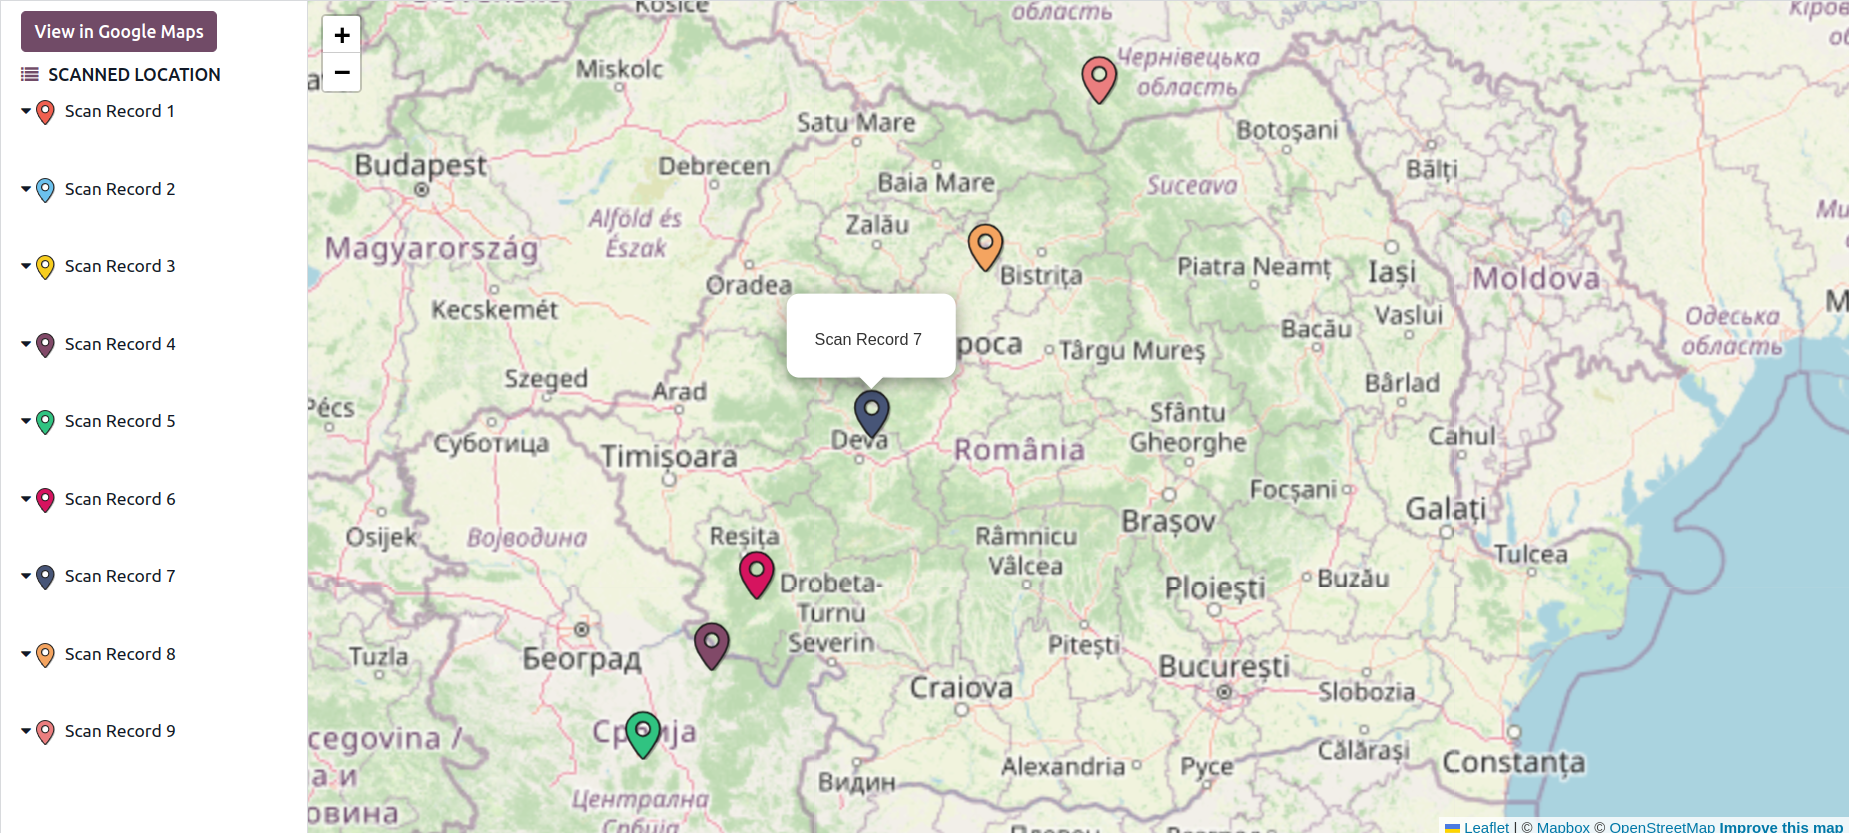 View in Google Maps
SCANNED LOCATION
Scan Record 1
Scan Record 2
Scan Record 3
Scan Record 4
Scan Record 5
Scan Record 6
Scan Record 7
Scan Record 8
Scan Record 9
+
−
Košice
область
Чернівецька
область
Miskolc
Satu Mare
Botoșani
Budapest
Debrecen
Baia Mare
Suceava
Bălți
Alföld és
Észak
Zalău
Magyarország
Oradea
Bistrița
Piatra Neamț
Iași
Moldova
Kecskemét
Scan Record 7
poca
Târgu Mureș
Bacău
Vaslui
Одеська
область
Szeged
Arad
Bârlad
Pécs
Суботица
Timișoara
Deva
România
Sfântu
Gheorghe
Cahul
Focșani
Galați
Brașov
Osijek
Војводина
Reșița
Râmnicu
Vâlcea
Tulcea
Drobeta-
Turnu
Severin
Ploiești
Buzău
Tuzla
Београд
Pitești
București
Craiova
Slobozia
cegovina /
а и
овина
Србија
Călărași
Constanța
Видин
Alexandria
Русе
Централна
Србија
Плевен
Leaflet | © Mapbox © OpenStreetMap Improve this map